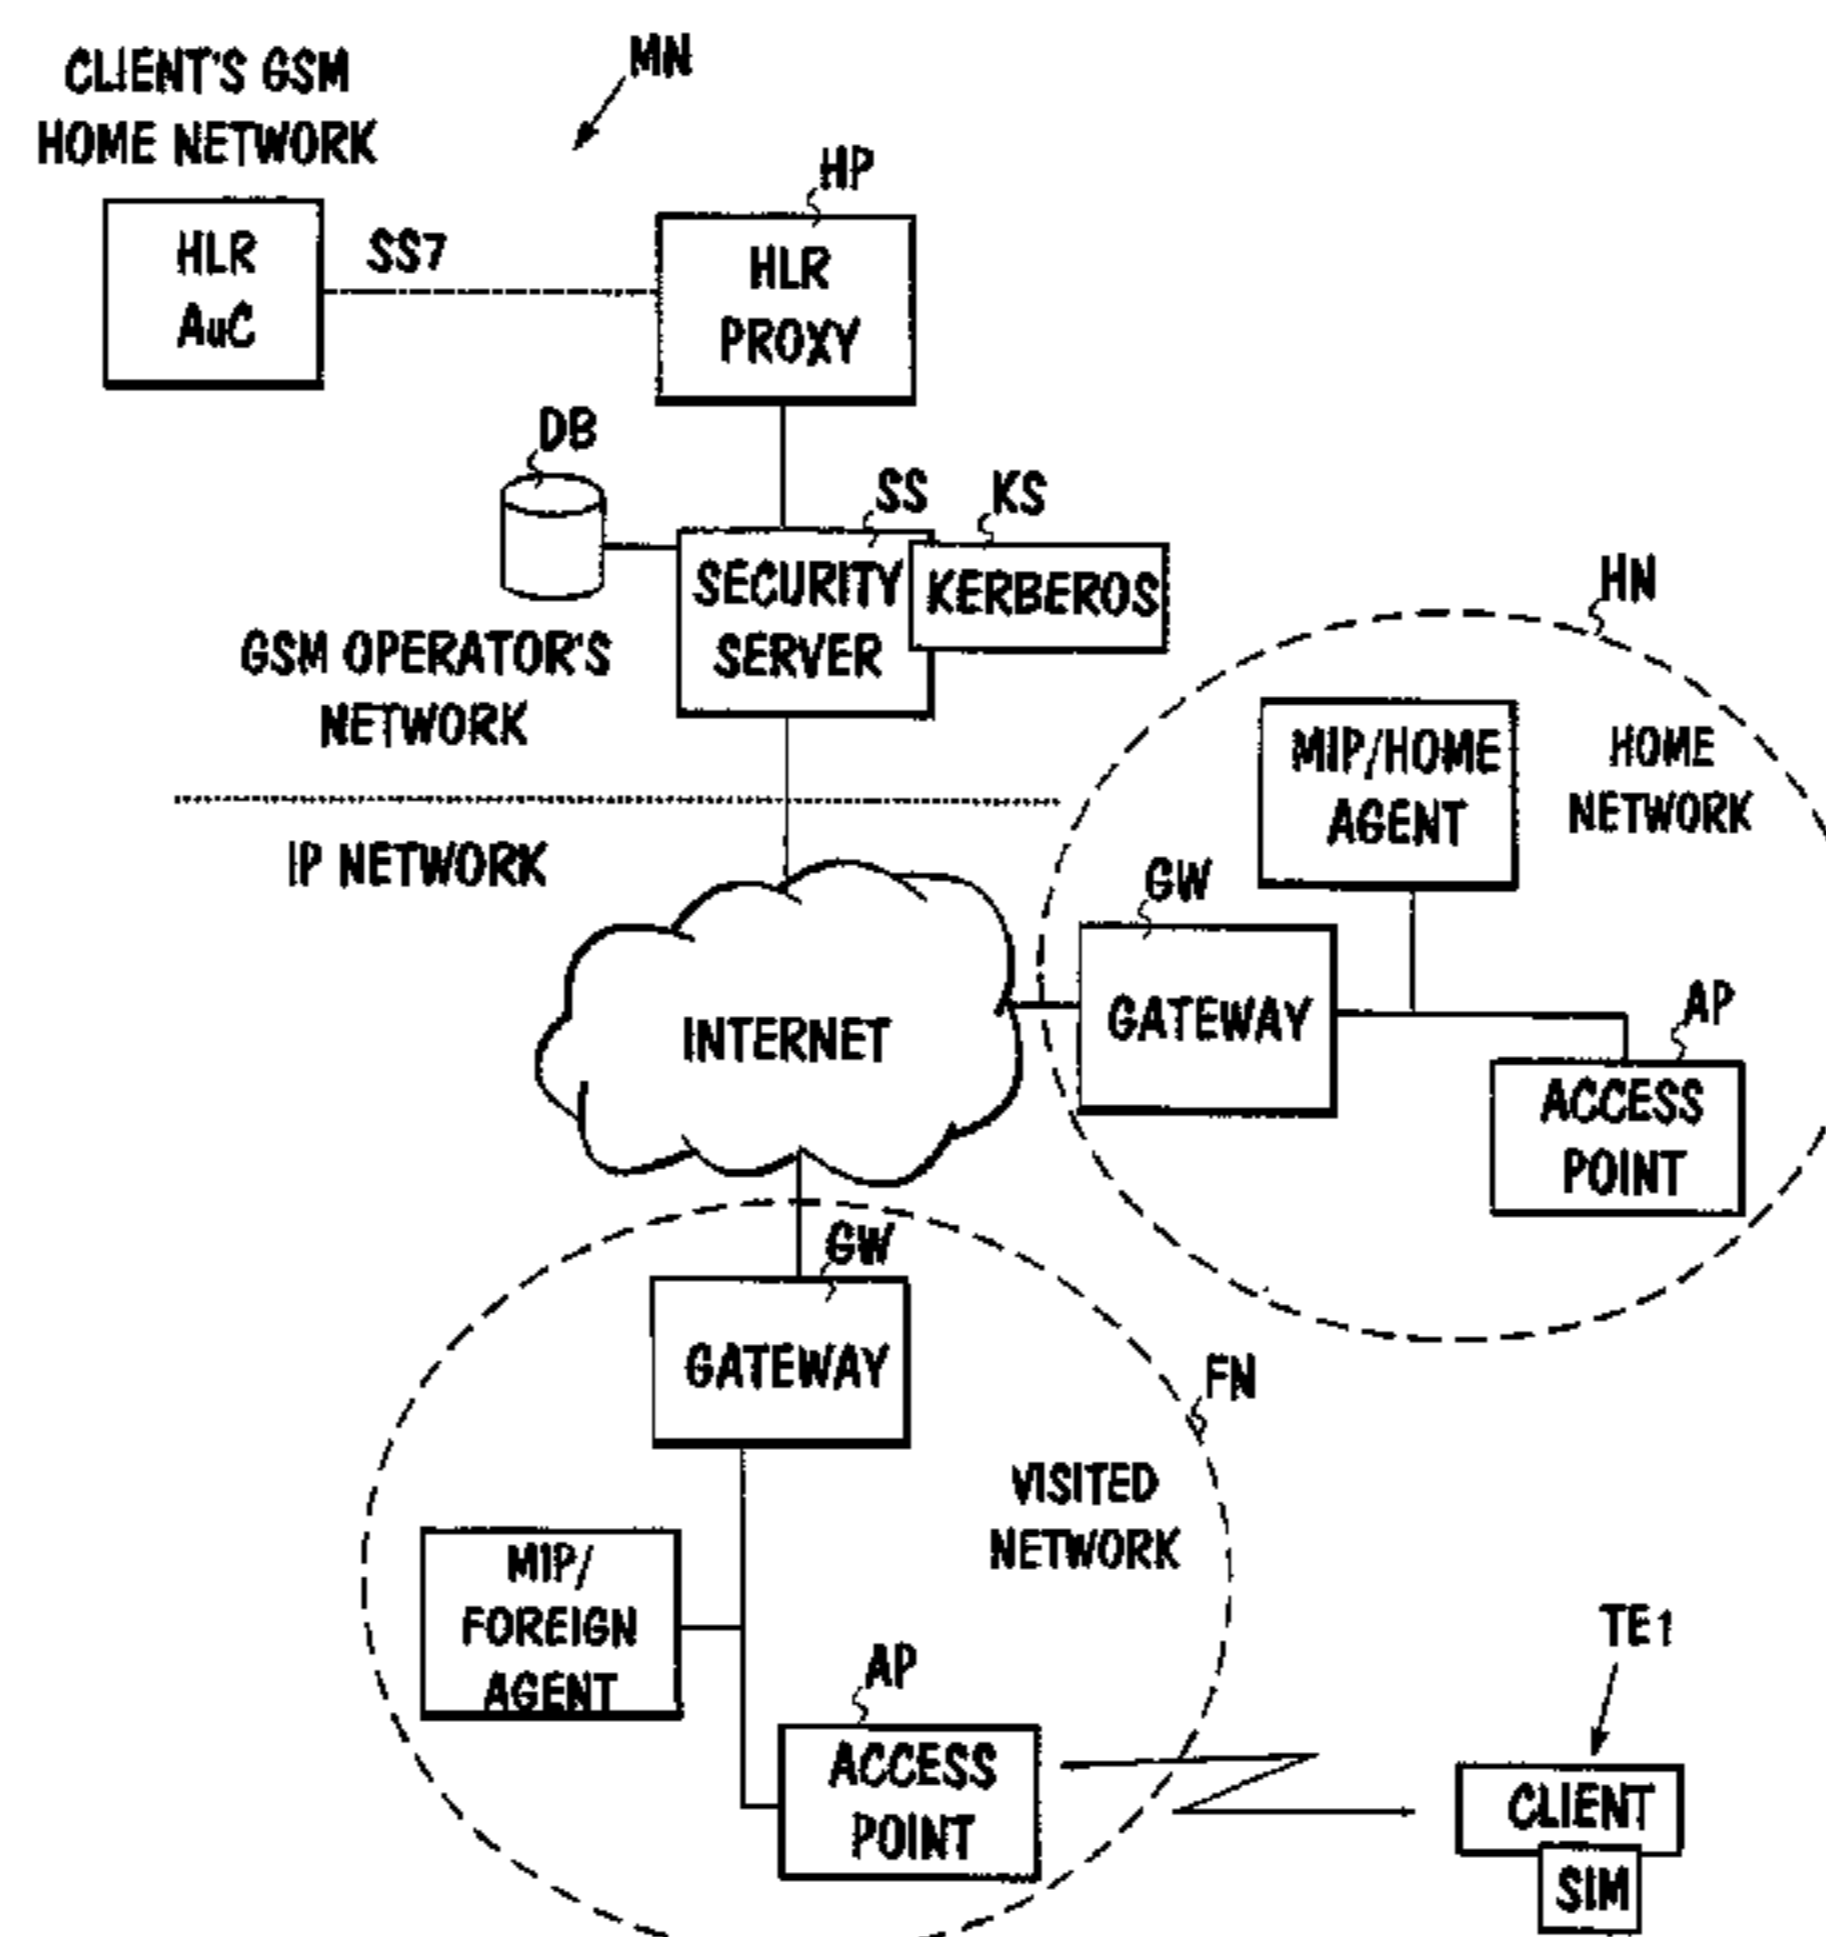 CLIENT'S GSM
HOME NETWORK
MN
HP
HLR
AuC
SS7
HLR
PROXY
DB
SS
KS
SECURITY
SERVER
KERBEROS
GSM OPERATOR'S
NETWORK
HN
MIP/HOME
AGENT
HOME
NETWORK
IP NETWORK
GW
GATEWAY
INTERNET
AP
ACCESS
POINT
GW
GATEWAY
FN
VISITED
NETWORK
MIP/
FOREIGN
AGENT
AP
ACCESS
POINT
TE1
CLIENT
SIM